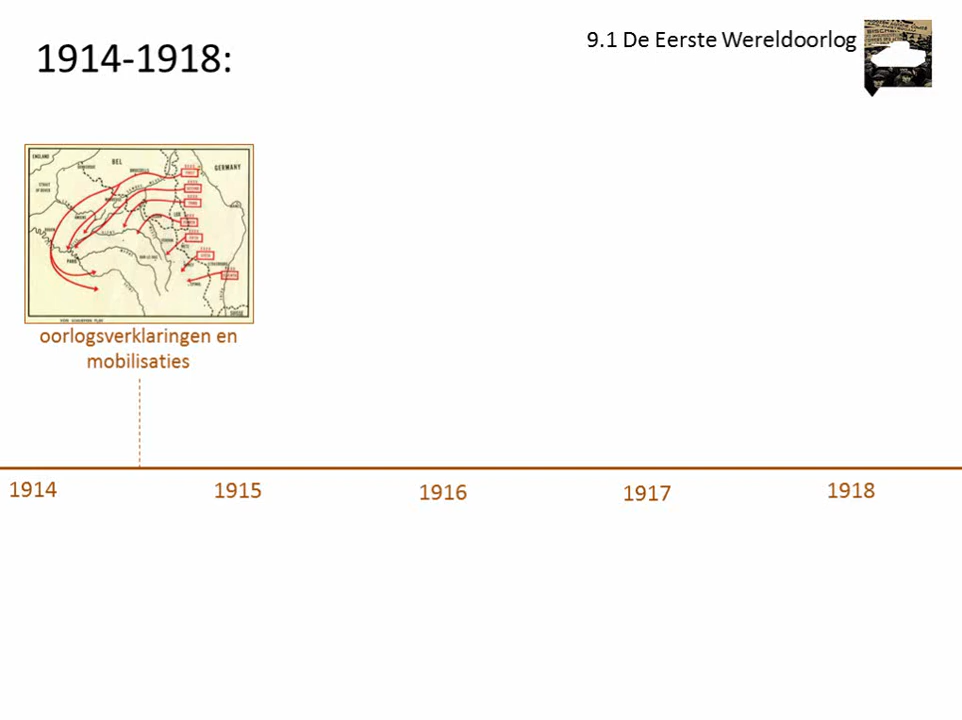 1914-1918:
9.1 De Eerste Wereldoorlog
ENGLAND
BEL
GERMANY
PARIS
oorlogsverklaringen en
mobilisaties
1914
1915
1916
1917
1918